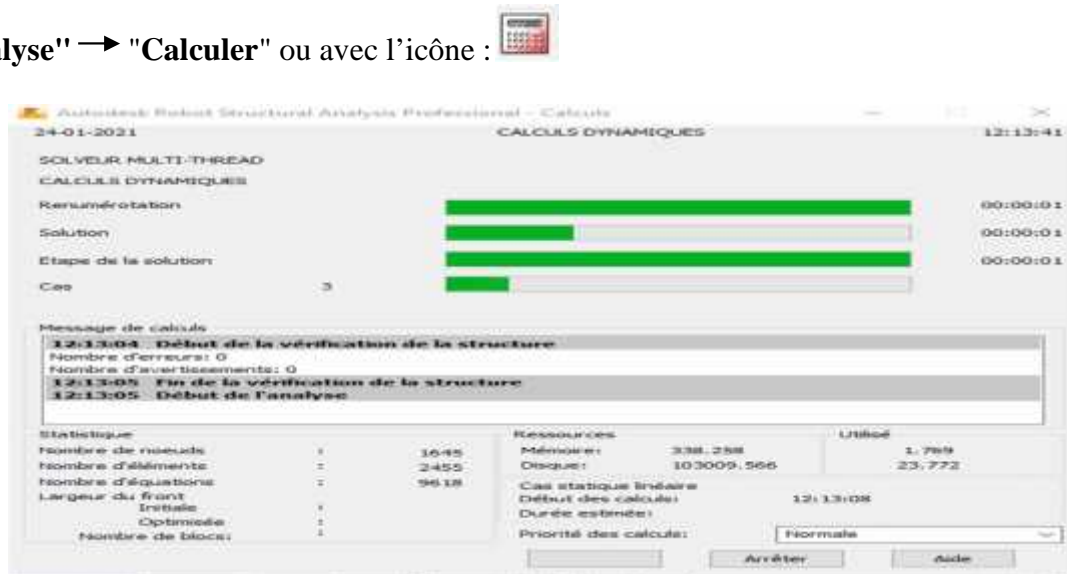 alyse" → "Calculer" ou avec l'icône :
Autodesk Robot Structural Analysis Professional - Calculs
24-01-2021 CALCULS DYNAMIQUES 12:13:41
SOLVEUR MULTI-THREAD
CALCULS DYNAMIQUES
Renumérotation 00:00:01
Solution 00:00:01
Etape de la solution 00:00:01
Cas 3
Message de calculs
12:13:04 Début de la vérification de la structure
Nombre d'erreurs: 0
Nombre d'avertissements: 0
12:13:05 Fin de la vérification de la structure
12:13:05 Début de l'analyse
Statistique Ressources Utilisé
Nombre de noeuds : 1645 Mémoire: 338.258 1.769
Nombre d'éléments : 2455 Disque: 103009.566 23.772
Nombre d'équations : 9618 Cas statique linéaire
Largeur du front Début des calculs: 12:13:08
Initiale : Durée estimée:
Optimisée :
Nombre de blocs: : Priorité des calculs: Normale
Arrêter Aide